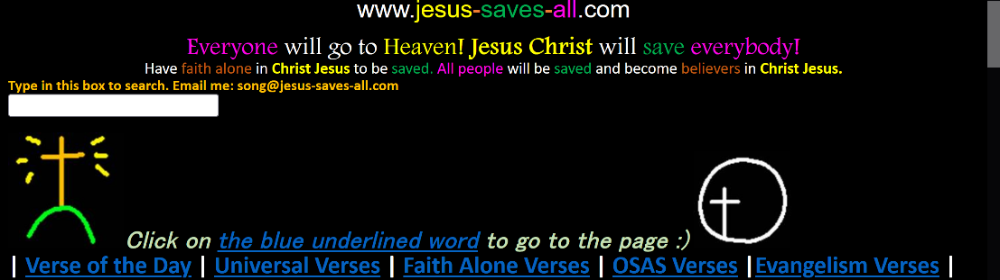 www.jesus-saves-all.com
Everyone will go to Heaven! Jesus Christ will save everybody!
Have faith alone in Christ Jesus to be saved. All people will be saved and become believers in Christ Jesus.
Type in this box to search. Email me: song@jesus-saves-all.com
Click on the blue underlined word to go to the page :)
| Verse of the Day | Universal Verses | Faith Alone Verses | OSAS Verses |Evangelism Verses |